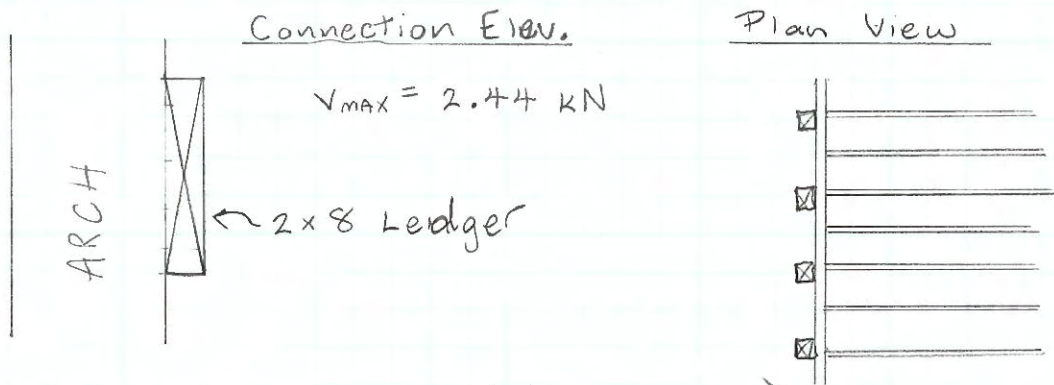 Connection Elev.
Plan View
VMAX = 2.44 KN
ARCH
2x8 Ledger